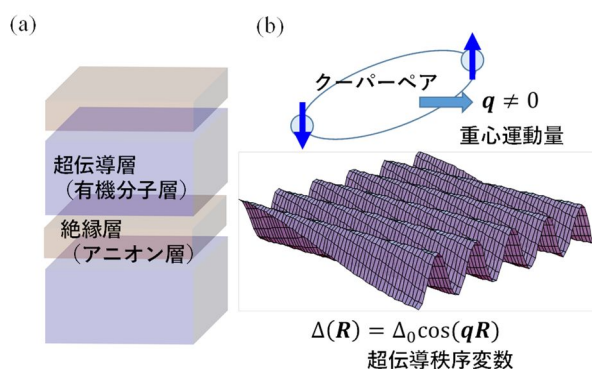 (a)
超伝導層
(有機分子層)
絶縁層
(アニオン層)
(b)
クーパーペア
𝒒 ≠ 0
重心運動量
Δ(𝑹) = Δ₀cos(𝒒𝑹)
超伝導秩序変数